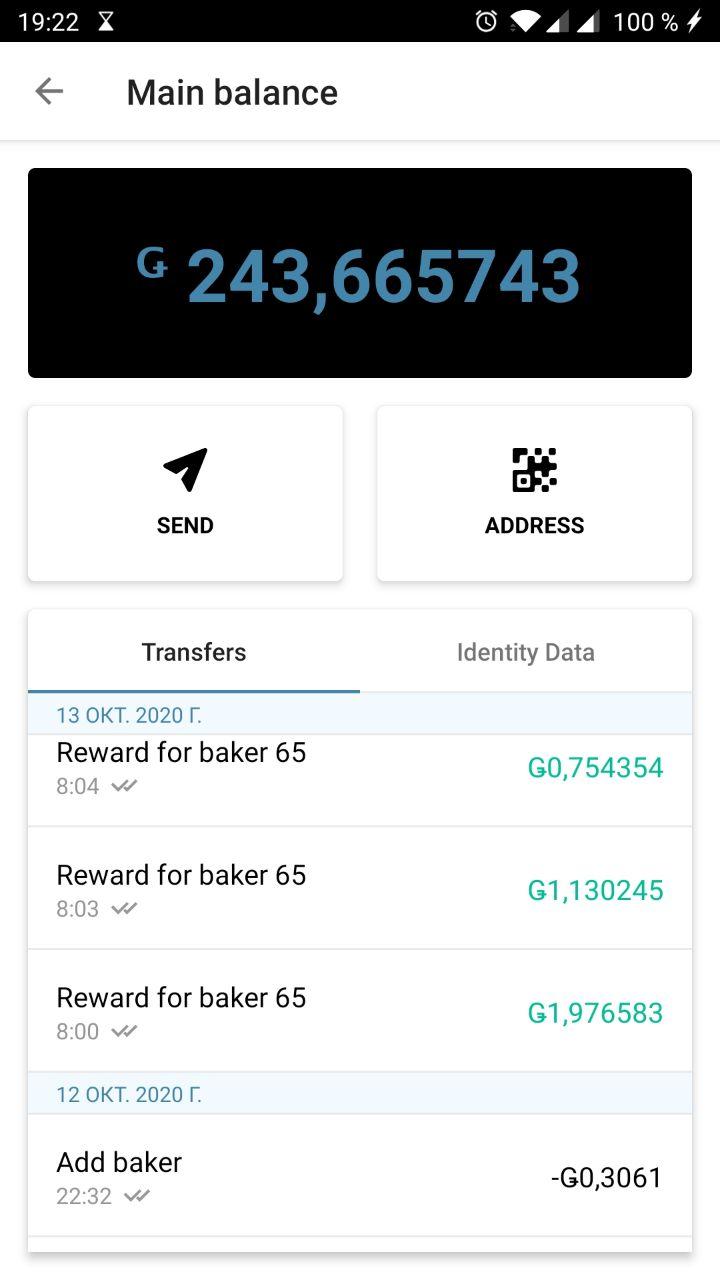 19:22
100 %
Main balance
Ǥ 243,665743
SEND
ADDRESS
Transfers
Identity Data
13 ОКТ. 2020 Г.
Reward for baker 65
Ǥ0,754354
8:04
Reward for baker 65
Ǥ1,130245
8:03
Reward for baker 65
Ǥ1,976583
8:00
12 ОКТ. 2020 Г.
Add baker
-Ǥ0,3061
22:32